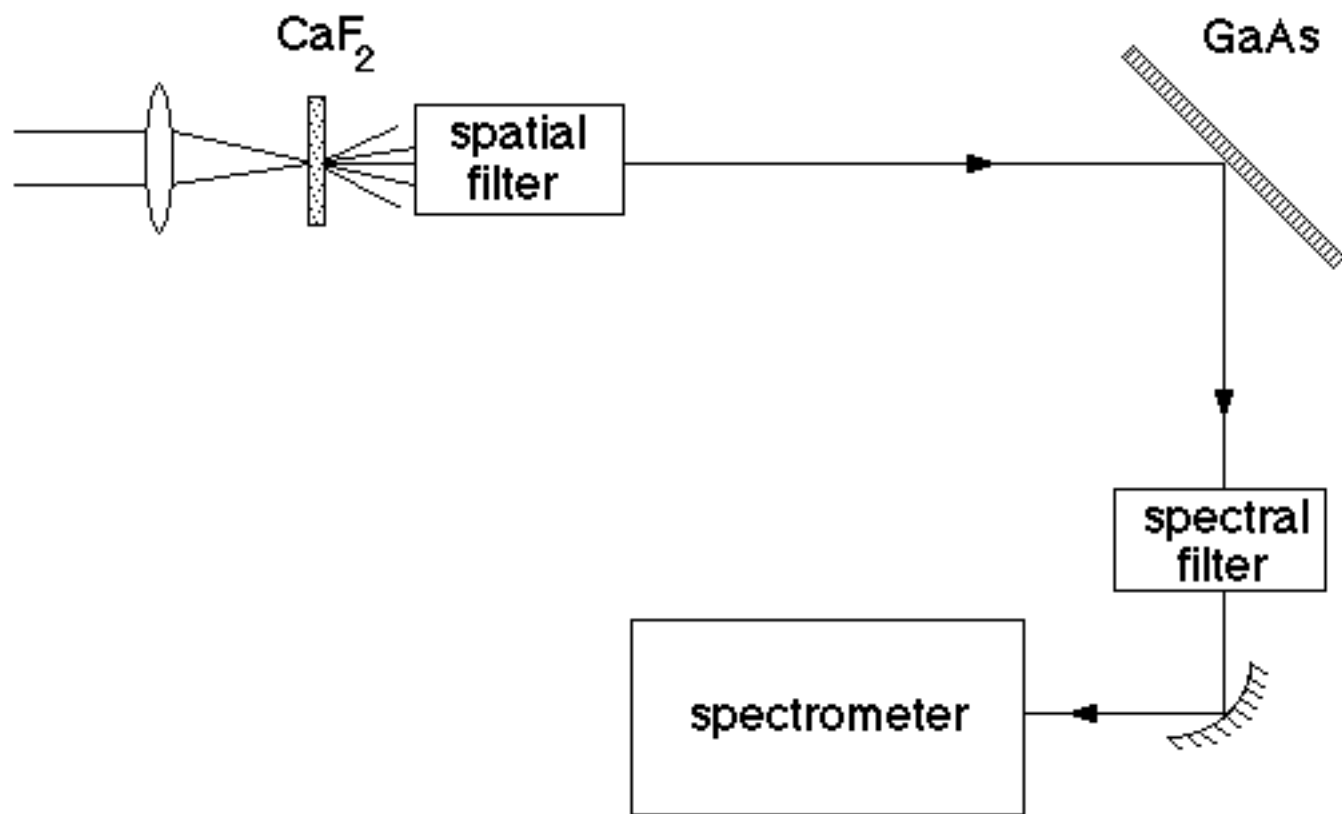 CaF₂
GaAs
spatial
filter
spectral
filter
spectrometer